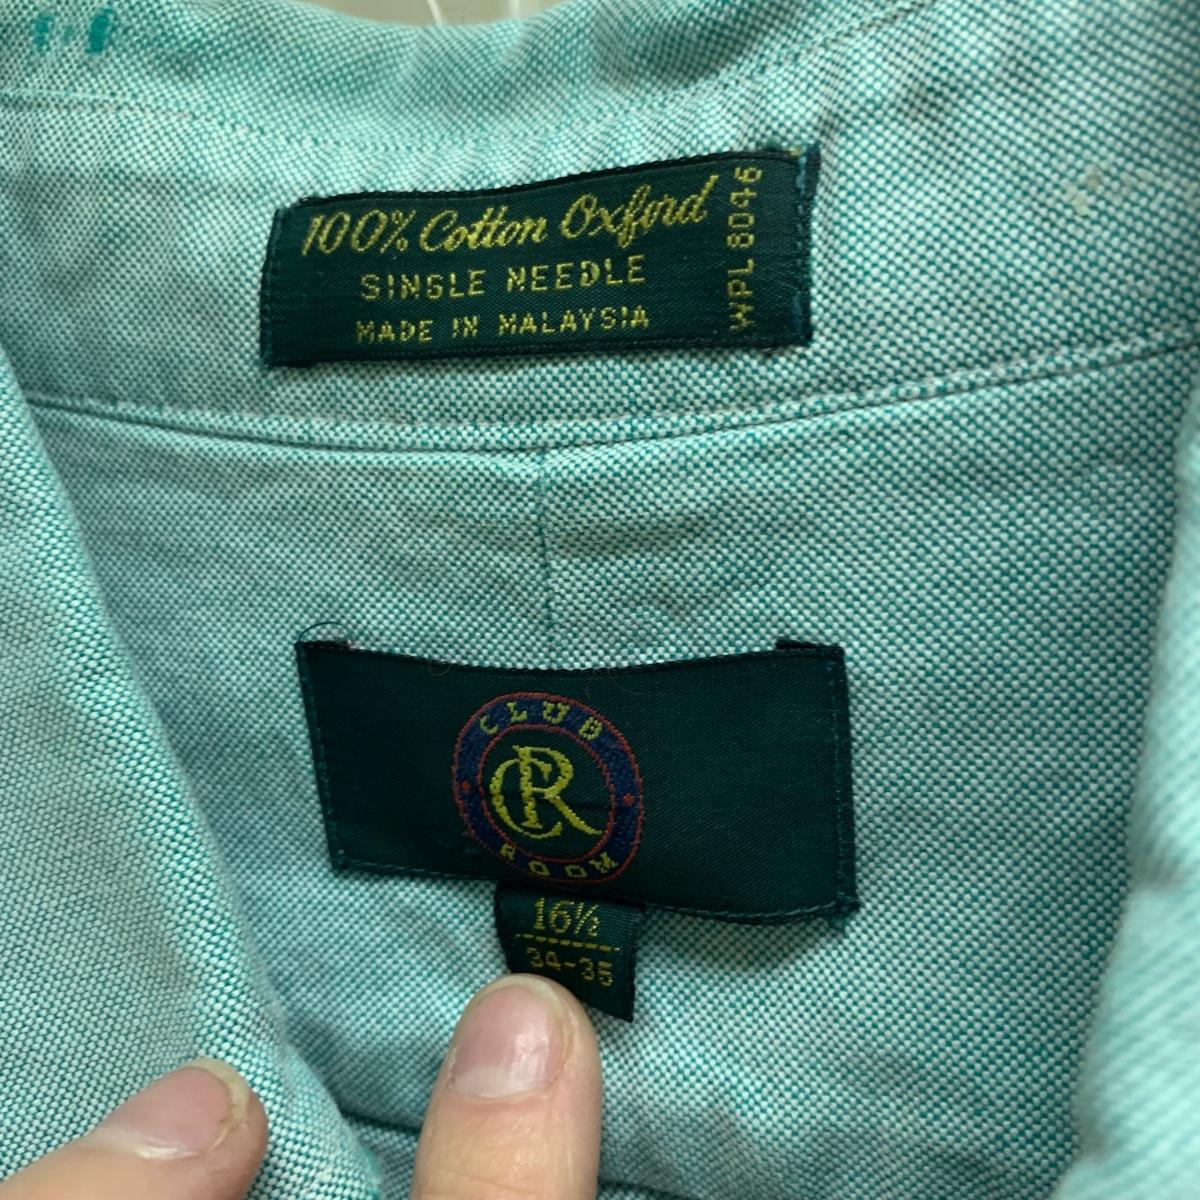 100% Cotton Oxford
SINGLE NEEDLE
MADE IN MALAYSIA
WPL 8046
CLUB
CR
ROOM
16½
34-35